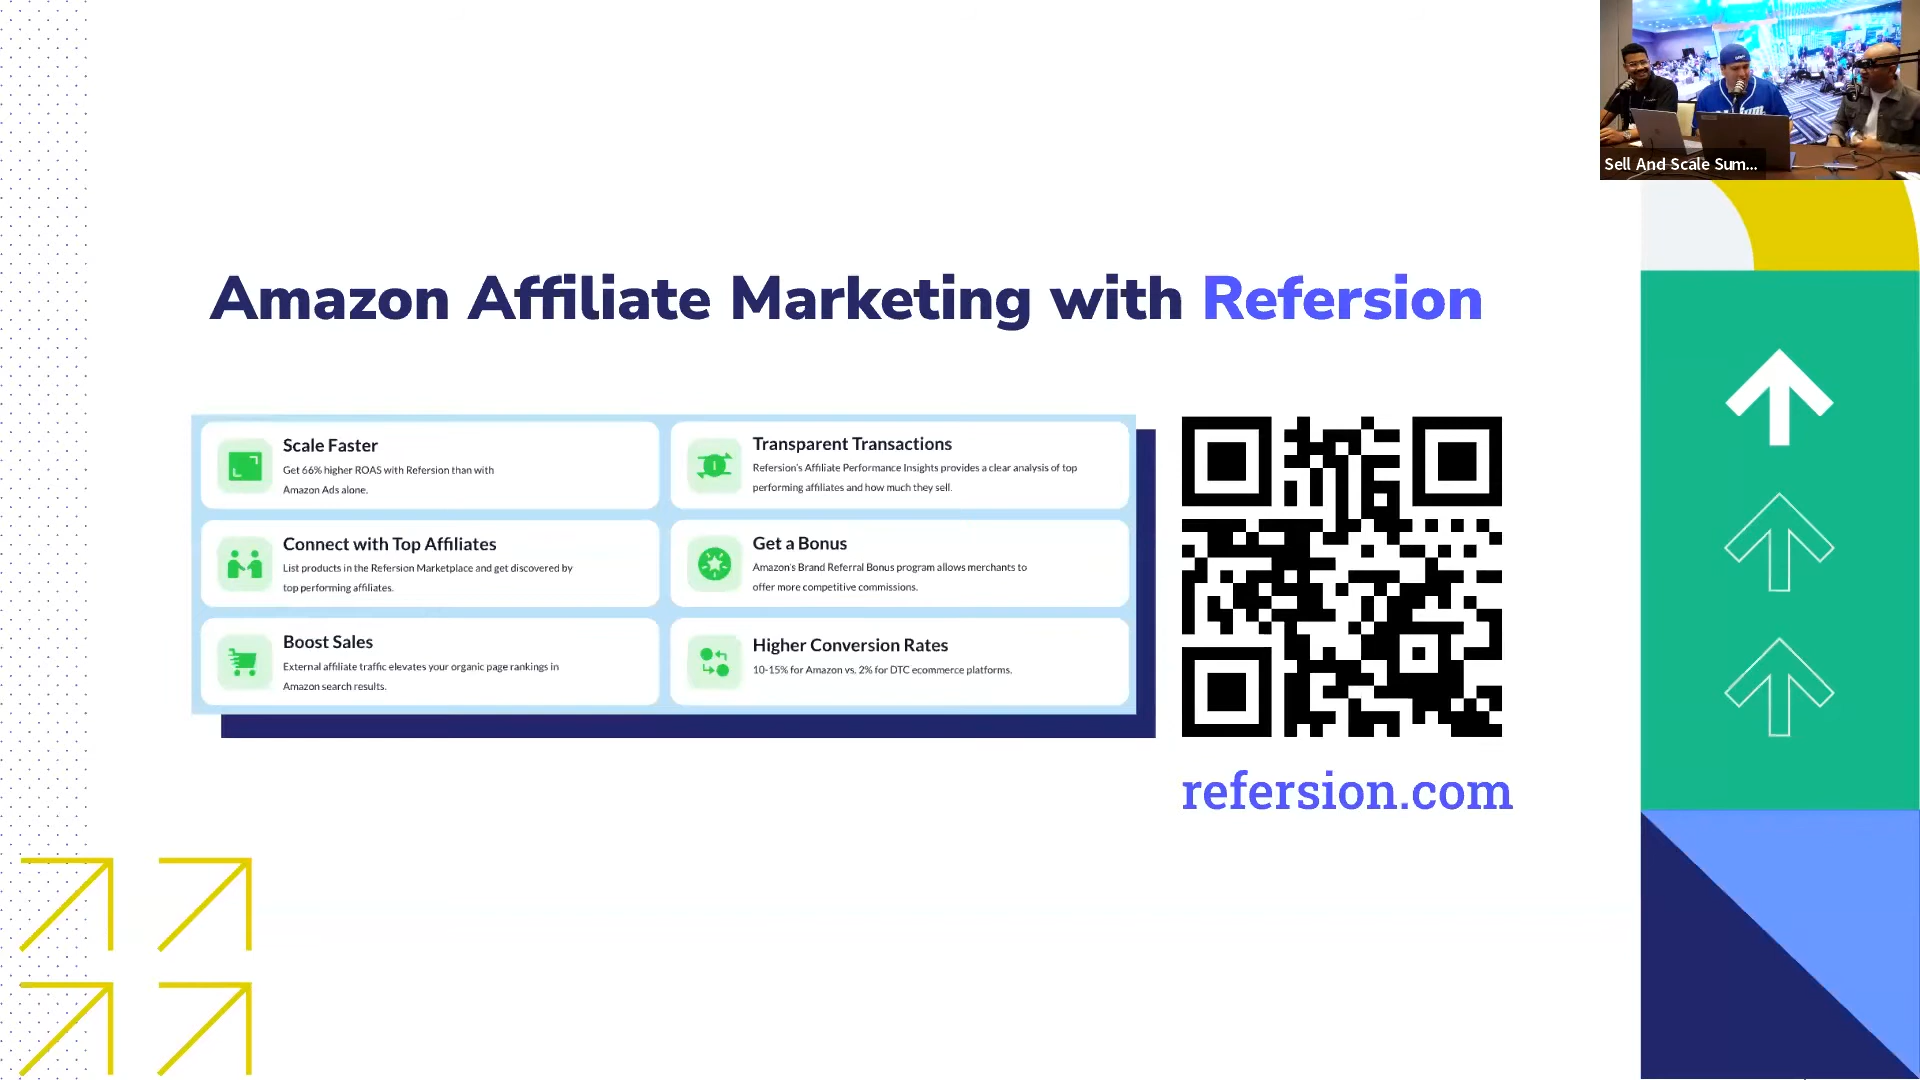 Sell And Scale Sum...
Amazon Affiliate Marketing with Refersion
Scale Faster
Get 66% higher ROAS with Refersion than with
Amazon Ads alone.
Transparent Transactions
Refersion's Affiliate Performance Insights provides a clear analysis of top
performing affiliates and how much they sell.
Connect with Top Affiliates
List products in the Refersion Marketplace and get discovered by
top performing affiliates.
Get a Bonus
Amazon's Brand Referral Bonus program allows merchants to
offer more competitive commissions.
Boost Sales
External affiliate traffic elevates your organic page rankings in
Amazon search results.
Higher Conversion Rates
10-15% for Amazon vs. 2% for DTC ecommerce platforms.
refersion.com